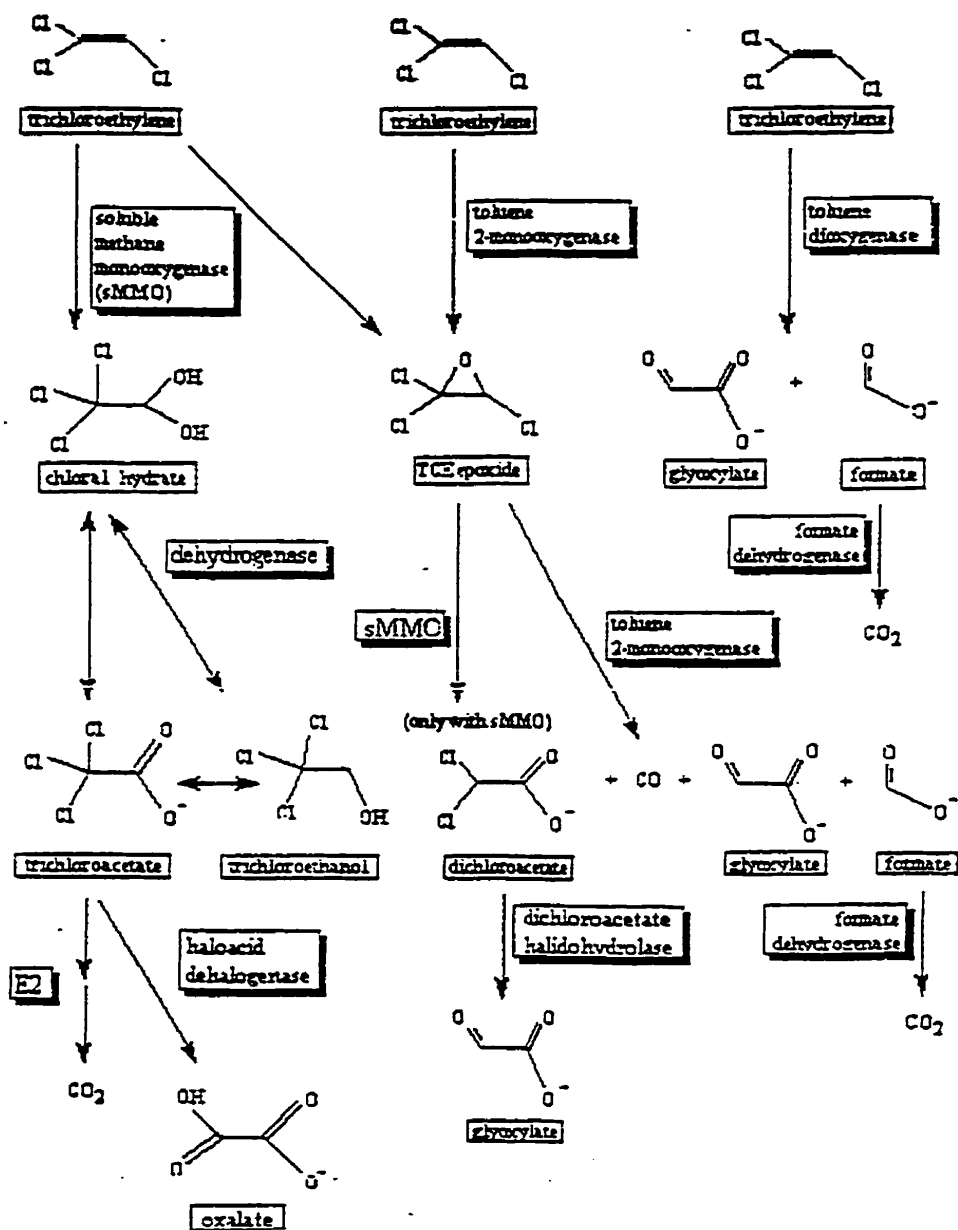 Cl
Cl
Cl
trichloroethylene
Cl
Cl
Cl
trichloroethylene
Cl
Cl
Cl
trichloroethylene
soluble
methane
monooxygenase
(sMMO)
toluene
2-monooxygenase
toluene
dioxygenase
Cl
Cl
Cl
OH
OH
chloral hydrate
O
Cl
Cl
Cl
TCE epoxide
O
O
O⁻
glyoxylate
+
O
O⁻
formate
dehydrogenase
formate
dehydrogenase
sMMO
toluene
2-monooxygenase
CO₂
(only with sMMO)
Cl
Cl
Cl
O
O⁻
trichloroacetate
Cl
Cl
Cl
OH
trichloroethanol
Cl
Cl
O
O⁻
dichloroacetate
+ CO +
O
O
O⁻
glyoxylate
+
O
O⁻
formate
haloacid
dehalogenase
E2
dichloroacetate
halidohydrolase
formate
dehydrogenase
CO₂
CO₂
OH
O
O
O⁻
oxalate
O
O
O⁻
glyoxylate